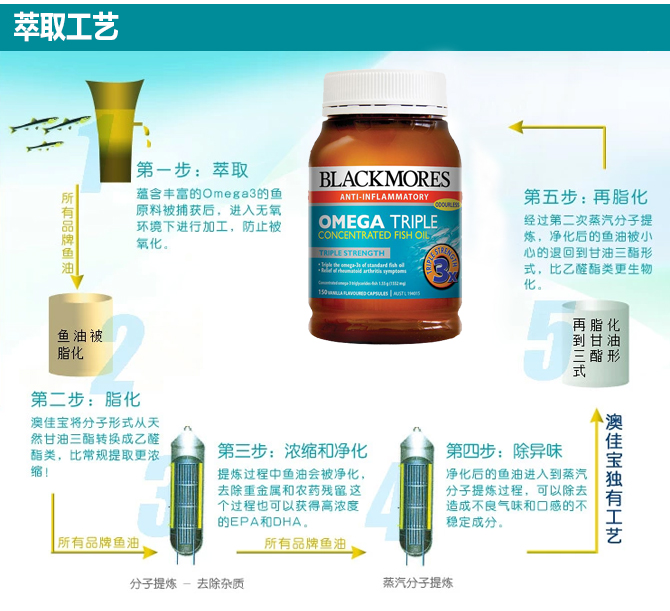 萃取工艺
1
第一步：萃取
蕴含丰富的Omega3的鱼
原料被捕获后，进入无氧
环境下进行加工，防止被
氧化。
所有品牌鱼油
BLACKMORES
ANTI-INFLAMMATORY
ODOURLESS
OMEGA TRIPLE
CONCENTRATED FISH OIL
TRIPLE STRENGTH
• Triple the omega-3s of standard fish oil
• Relief of rheumatoid arthritis symptoms
TRIPLE STRENGTH
3x
150 VANILLA FLAVOURED CAPSULES
第五步：再脂化
经过第二次蒸汽分子提
炼，净化后的鱼油被小
心的退回到甘油三酯形
式，比乙醛酯类更生物
化。
5
再脂化
到甘油
三酯形
式
鱼油被
脂化
2
第二步：脂化
澳佳宝将分子形式从天
然甘油三酯转换成乙醛
酯类，比常规提取更浓
缩！
所有品牌鱼油
3
第三步：浓缩和净化
提炼过程中鱼油会被净化，
去除重金属和农药残留，这
个过程也可以获得高浓度
的EPA和DHA。
所有品牌鱼油
分子提炼 – 去除杂质
4
第四步：除异味
净化后的鱼油进入到蒸汽
分子提炼过程，可以除去
造成不良气味和口感的不
稳定成分。
蒸汽分子提炼
澳佳宝独有工艺